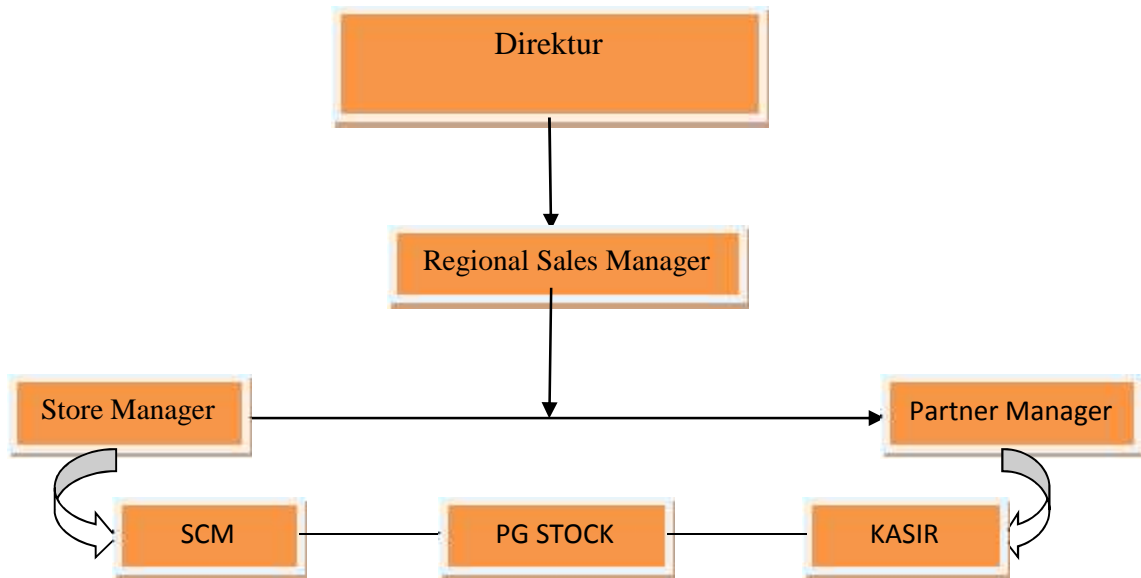 Direktur
Regional Sales Manager
Store Manager
Partner Manager
SCM
PG STOCK
KASIR